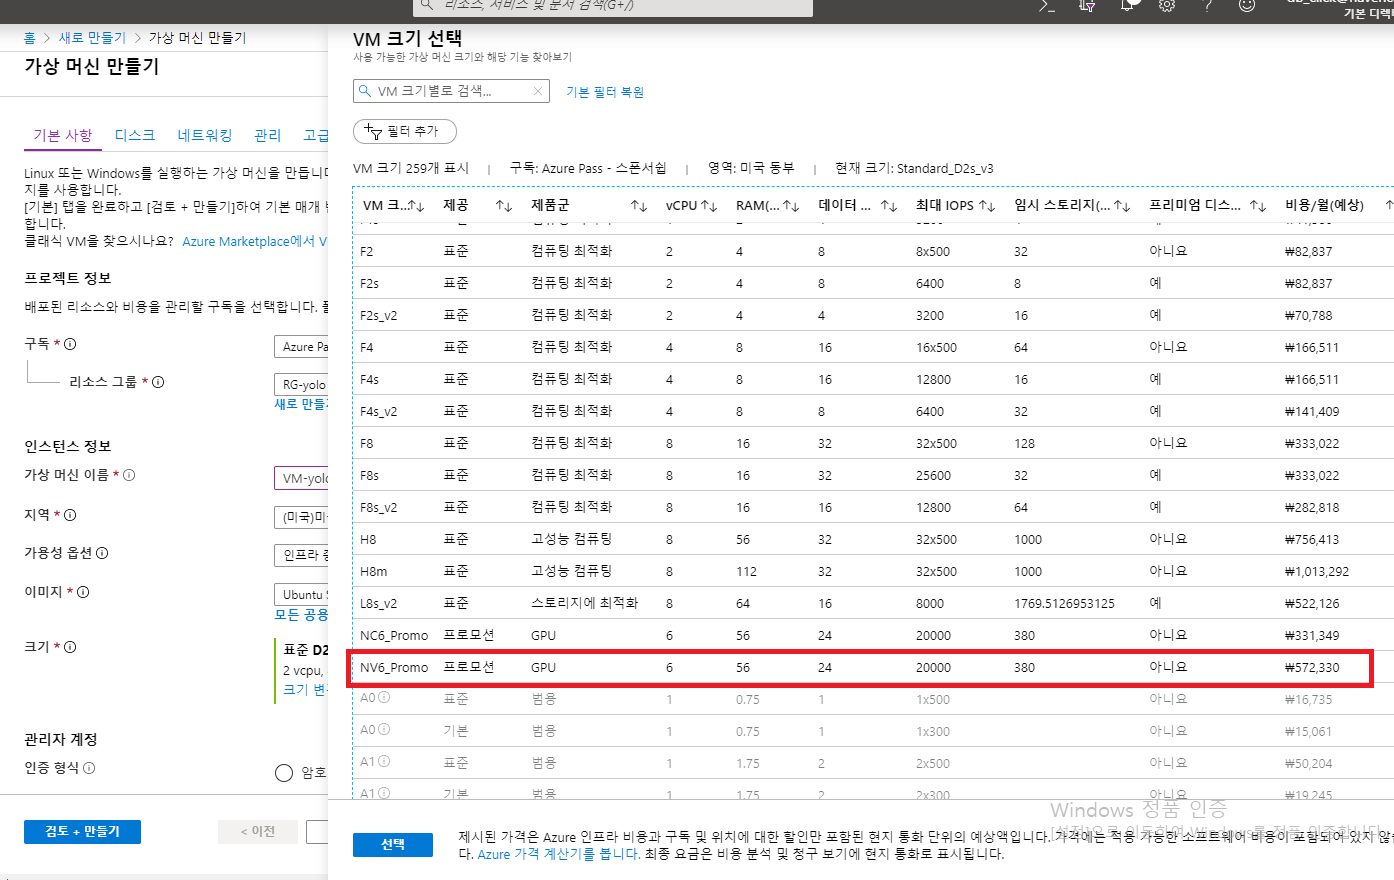 리소스, 서비스 및 문서 검색(G+/)
기본 디렉터
홈 > 새로 만들기 > 가상 머신 만들기
가상 머신 만들기
기본 사항 디스크 네트워킹 관리 고급
Linux 또는 Windows를 실행하는 가상 머신을 만듭니다
지를 사용합니다.
[기본] 탭을 완료하고 [검토 + 만들기]하여 기본 매개
합니다.
클래식 VM을 찾으시나요? Azure Marketplace에서 V
프로젝트 정보
배포된 리소스와 비용을 관리할 구독을 선택합니다.
구독 *
Azure Pa
리소스 그룹 *
RG-yolo
새로 만들기
인스턴스 정보
가상 머신 이름 *
VM-yolo
지역 *
(미국)미
가용성 옵션
인프라
이미지 *
Ubuntu S
모든 공용
크기 *
표준 D2
2 vcpu,
크기 변
관리자 계정
인증 형식
암호
검토 + 만들기
< 이전
VM 크기 선택
사용 가능한 가상 머신 크기와 해당 기능 찾아보기
VM 크기별로 검색...
기본 필터 복원
필터 추가
VM 크기 259개 표시 | 구독: Azure Pass - 스폰서쉽 | 영역: 미국 동부 | 현재 크기: Standard_D2s_v3
VM 크...↑↓ 제공 ↑↓ 제품군 ↑↓ vCPU ↑↓ RAM(...↑↓ 데이터 ... ↑↓ 최대 IOPS ↑↓ 임시 스토리지(... ↑↓ 프리미엄 디스... ↑↓ 비용/월(예상) ↑
F2 표준 컴퓨팅 최적화 2 4 8 8x500 32 아니요 ₩82,837
F2s 표준 컴퓨팅 최적화 2 4 8 6400 8 예 ₩82,837
F2s_v2 표준 컴퓨팅 최적화 2 4 4 3200 16 예 ₩70,788
F4 표준 컴퓨팅 최적화 4 8 16 16x500 64 아니요 ₩166,511
F4s 표준 컴퓨팅 최적화 4 8 16 12800 16 예 ₩166,511
F4s_v2 표준 컴퓨팅 최적화 4 8 8 6400 32 예 ₩141,409
F8 표준 컴퓨팅 최적화 8 16 32 32x500 128 아니요 ₩333,022
F8s 표준 컴퓨팅 최적화 8 16 32 25600 32 예 ₩333,022
F8s_v2 표준 컴퓨팅 최적화 8 16 16 12800 64 예 ₩282,818
H8 표준 고성능 컴퓨팅 8 56 32 32x500 1000 아니요 ₩756,413
H8m 표준 고성능 컴퓨팅 8 112 32 32x500 1000 아니요 ₩1,013,292
L8s_v2 표준 스토리지에 최적화 8 64 16 8000 1769.5126953125 예 ₩522,126
NC6_Promo 프로모션 GPU 6 56 24 20000 380 아니요 ₩331,349
NV6_Promo 프로모션 GPU 6 56 24 20000 380 아니요 ₩572,330
A0 표준 범용 1 0.75 1 1x500 아니요 ₩16,735
A0 기본 범용 1 0.75 1 1x300 아니요 ₩15,061
A1 표준 범용 1 1.75 2 2x500 아니요 ₩50,204
A1 기본 범용 1 1.75 2 2x300 아니요 ₩19,245
Windows 정품 인증
[설정]으로 이동하여 Windows를 정품 인증합니다.
선택
제시된 가격은 Azure 인프라 비용과 구독 및 위치에 대한 할인만 포함된 현지 통화 단위의 예상액입니다. 가격에는 적용 가능한 소프트웨어 비용이 포함되어 있지 않
다. Azure 가격 계산기를 봅니다. 최종 요금은 비용 분석 및 청구 보기에 현지 통화로 표시됩니다.